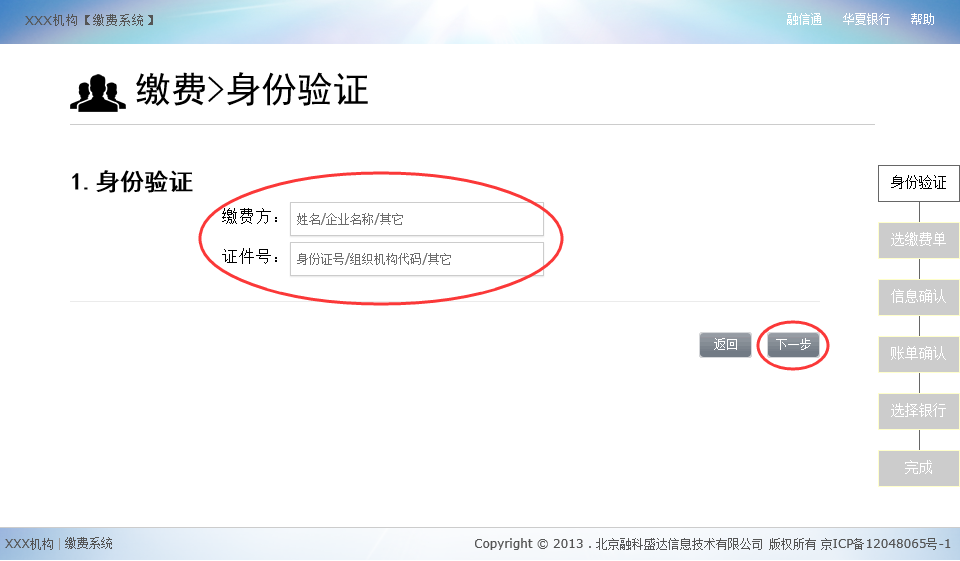 XXX机构【缴费系统】
融信通 华夏银行 帮助
缴费>身份验证
1. 身份验证
缴费方： 姓名/企业名称/其它
证件号： 身份证号/组织机构代码/其它
返回 下一步
身份验证
选缴费单
信息确认
账单确认
选择银行
完成
XXX机构 | 缴费系统
Copyright © 2013 . 北京融科盛达信息技术有限公司 版权所有 京ICP备12048065号-1